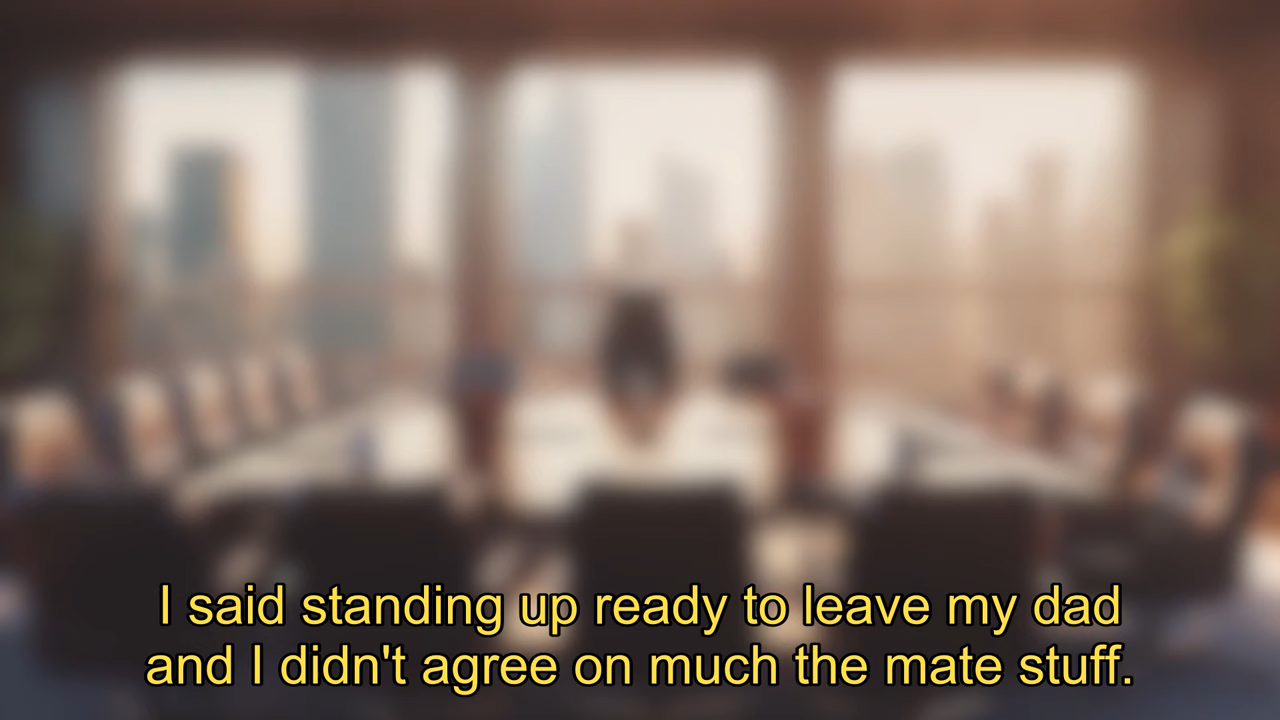 I said standing up ready to leave my dad
and I didn't agree on much the mate stuff.